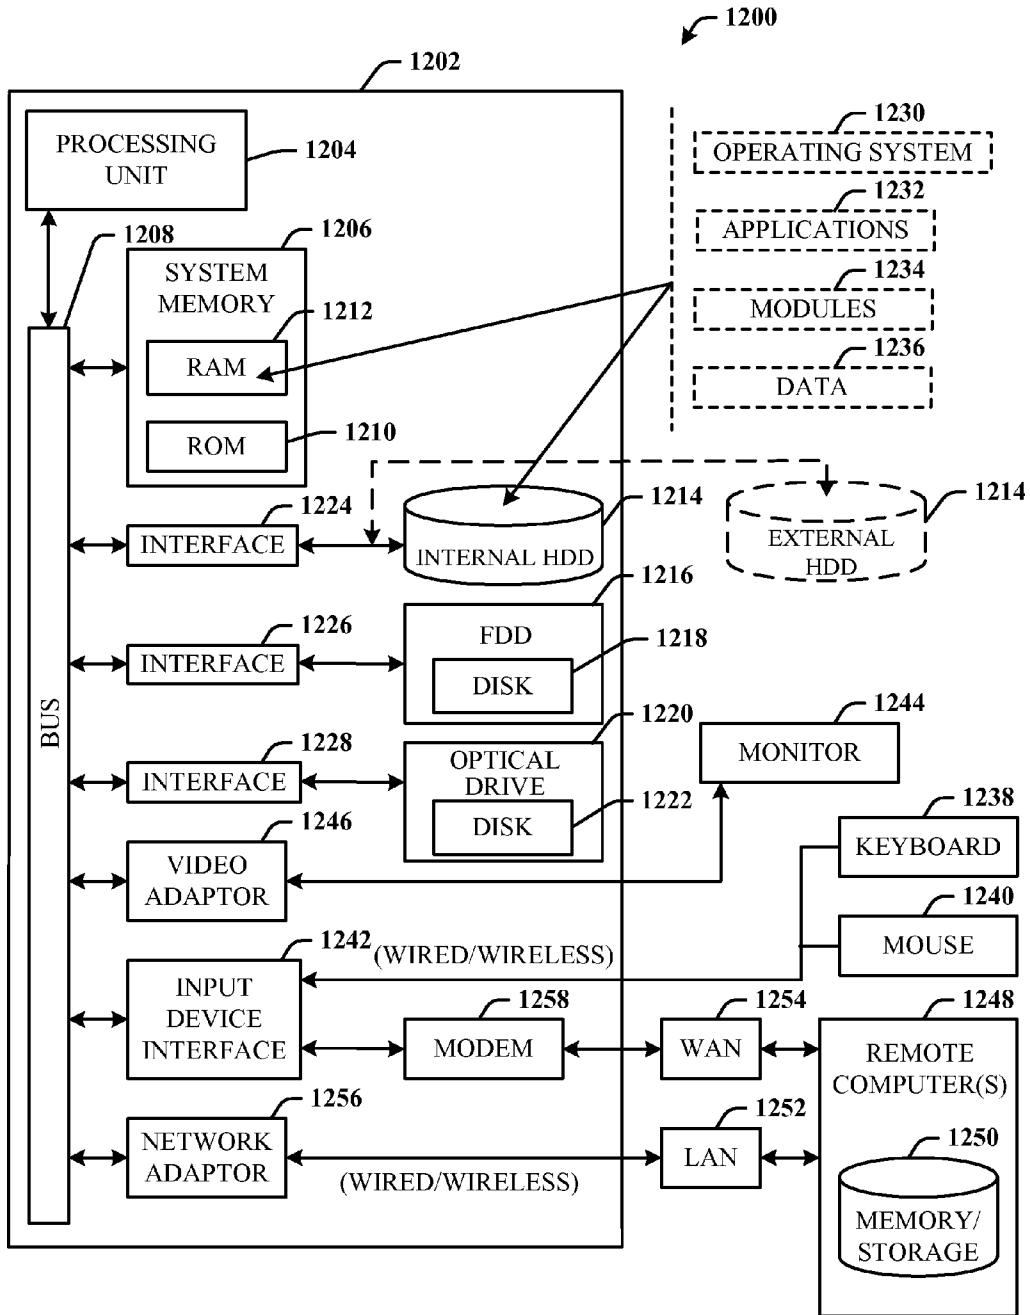 1200
1202
PROCESSING
UNIT
1204
1230
OPERATING SYSTEM
1232
APPLICATIONS
1234
MODULES
1236
DATA
1208
1206
SYSTEM
MEMORY
1212
RAM
1210
ROM
1224
INTERFACE
1214
INTERNAL HDD
1214
EXTERNAL
HDD
1216
FDD
1226
INTERFACE
1218
DISK
BUS
1220
OPTICAL
DRIVE
1228
INTERFACE
1222
DISK
1244
MONITOR
1246
VIDEO
ADAPTOR
1238
KEYBOARD
1240
MOUSE
1242
(WIRED/WIRELESS)
INPUT
DEVICE
INTERFACE
1258
MODEM
1254
WAN
1248
REMOTE
COMPUTER(S)
1256
NETWORK
ADAPTOR
(WIRED/WIRELESS)
1252
LAN
1250
MEMORY/
STORAGE